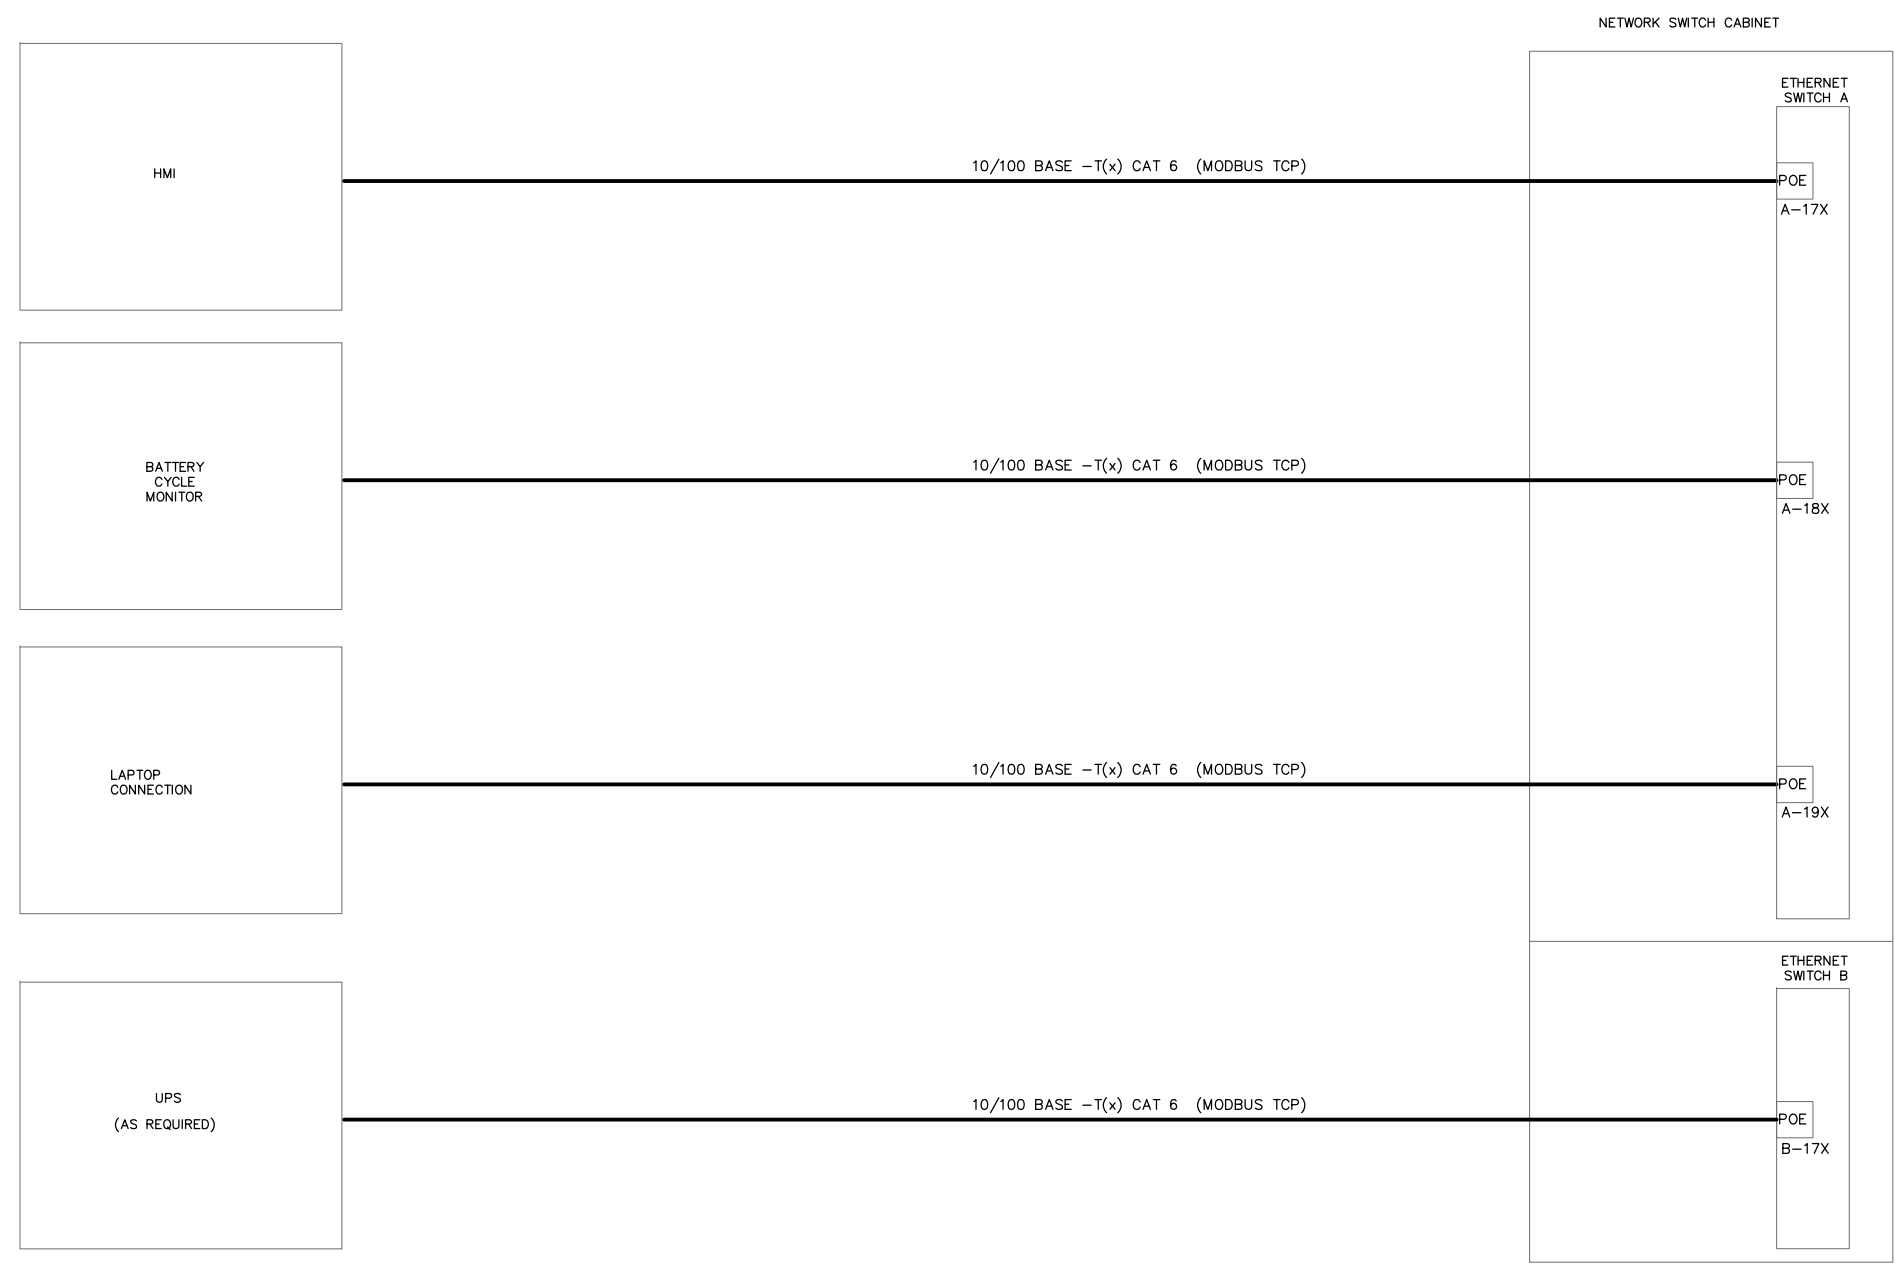 NETWORK SWITCH CABINET
ETHERNET
SWITCH A
HMI
10/100 BASE -T(x) CAT 6 (MODBUS TCP)
POE
A-17X
BATTERY
CYCLE
MONITOR
10/100 BASE -T(x) CAT 6 (MODBUS TCP)
POE
A-18X
LAPTOP
CONNECTION
10/100 BASE -T(x) CAT 6 (MODBUS TCP)
POE
A-19X
ETHERNET
SWITCH B
UPS
(AS REQUIRED)
10/100 BASE -T(x) CAT 6 (MODBUS TCP)
POE
B-17X